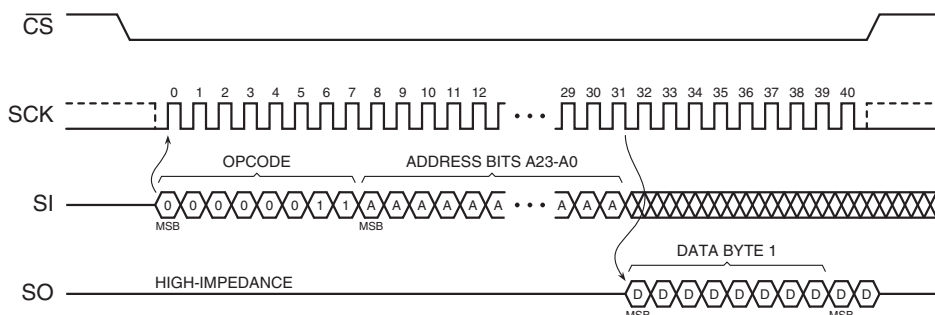 CS
SCK
0 1 2 3 4 5 6 7 8 9 10 11 12 29 30 31 32 33 34 35 36 37 38 39 40
OPCODE ADDRESS BITS A23-A0
SI
0 0 0 0 0 0 1 1 A A A A A A A A A
MSB MSB
DATA BYTE 1
SO
HIGH-IMPEDANCE
D D D D D D D D D D
MSB MSB